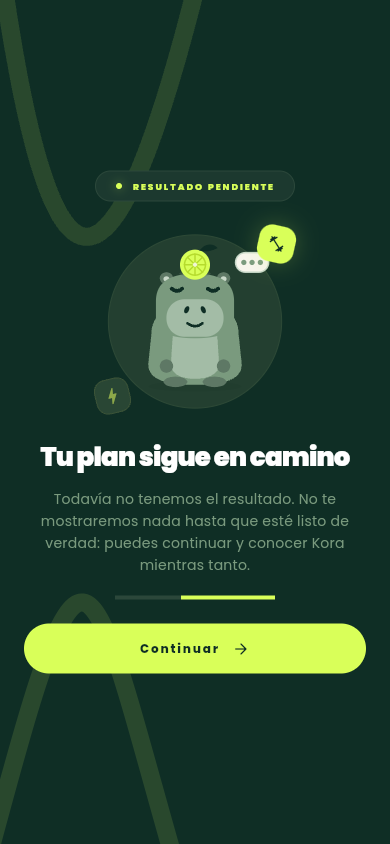 RESULTADO PENDIENTE
Tu plan sigue en camino
Todavía no tenemos el resultado. No te
mostraremos nada hasta que esté listo de
verdad: puedes continuar y conocer Kora
mientras tanto.
Continuar